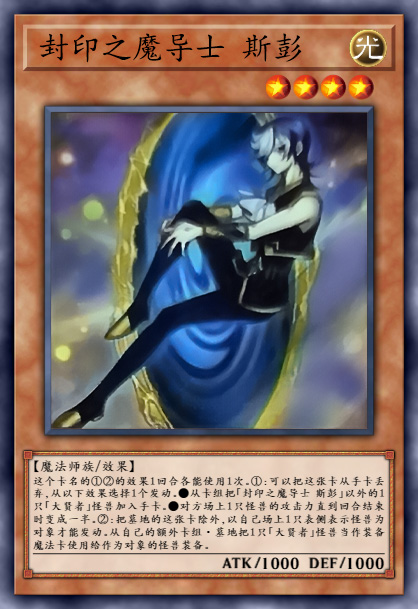 封印之魔导士 斯彭
光
【魔法师族/效果】
这个卡名的①②的效果1回合各能使用1次。①:可以把这张卡从手卡丢
弃,从以下效果选择1个发动。●从卡组把「封印之魔导士 斯彭」以外的1
只「大贤者」怪兽加入手卡。●对方场上1只怪兽的攻击力直到回合结束
时变成一半。②:把墓地的这张卡除外,以自己场上1只表侧表示怪兽为
对象才能发动。从自己的额外卡组·墓地把1只「大贤者」怪兽当作装备
魔法卡使用给作为对象的怪兽装备。
ATK/1000 DEF/1000